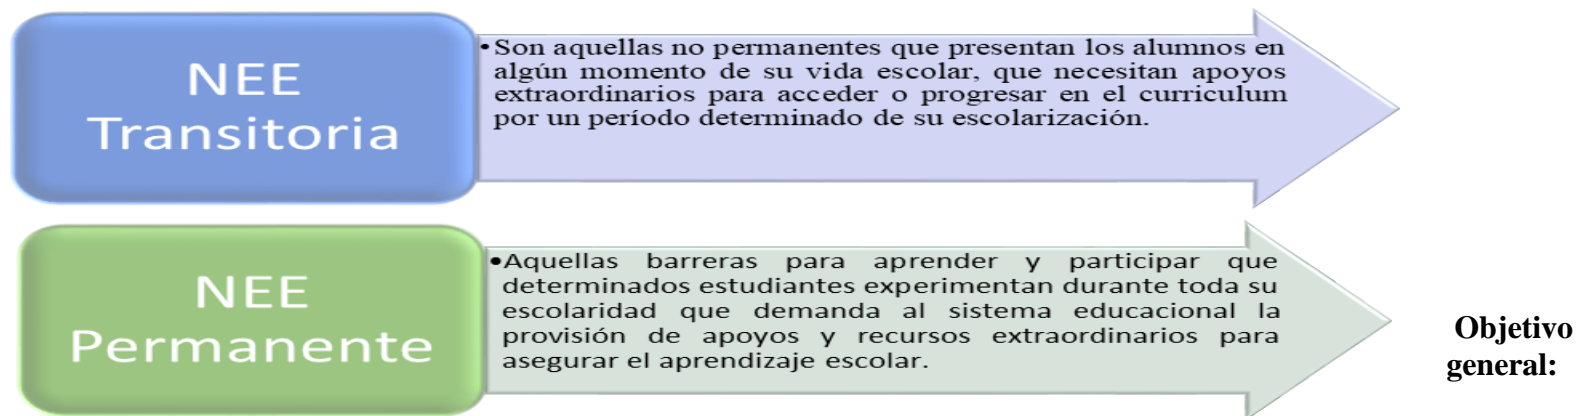 NEE
Transitoria
•Son aquellas no permanentes que presentan los alumnos en
algún momento de su vida escolar, que necesitan apoyos
extraordinarios para acceder o progresar en el curriculum
por un período determinado de su escolarización.
NEE
Permanente
•Aquellas barreras para aprender y participar que
determinados estudiantes experimentan durante toda su
escolaridad que demanda al sistema educacional la
provisión de apoyos y recursos extraordinarios para
asegurar el aprendizaje escolar.
Objetivo
general: